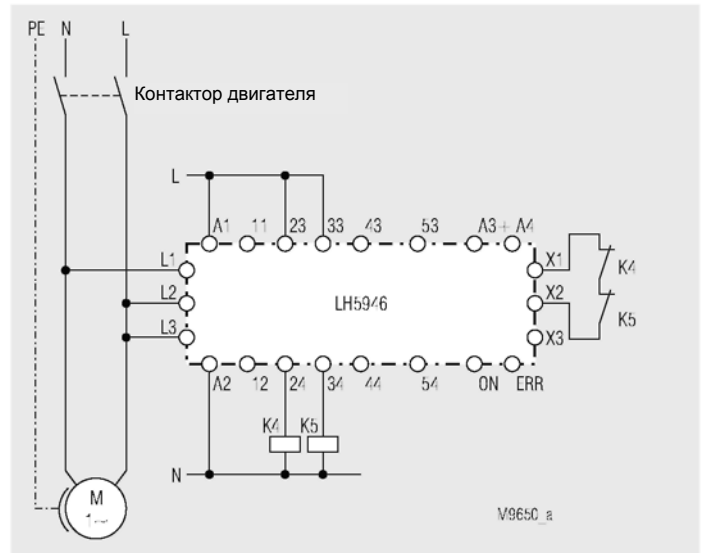 PE N L
Контактор двигателя
L
A1 11 23 33 43 53 A3+ A4
L1
X1
K4
L2
LH5946
X2
K5
L3
X3
A2 12 24 34 44 54 ON ERR
K4 K5
N
M
1~
M9650_a